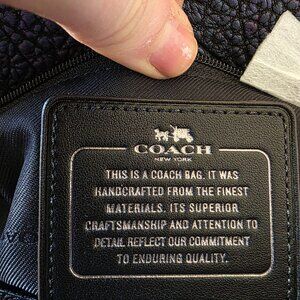 COACH
NEW YORK
THIS IS A COACH BAG. IT WAS
HANDCRAFTED FROM THE FINEST
MATERIALS. ITS SUPERIOR
CRAFTSMANSHIP AND ATTENTION TO
DETAIL REFLECT OUR COMMITMENT
TO ENDURING QUALITY.